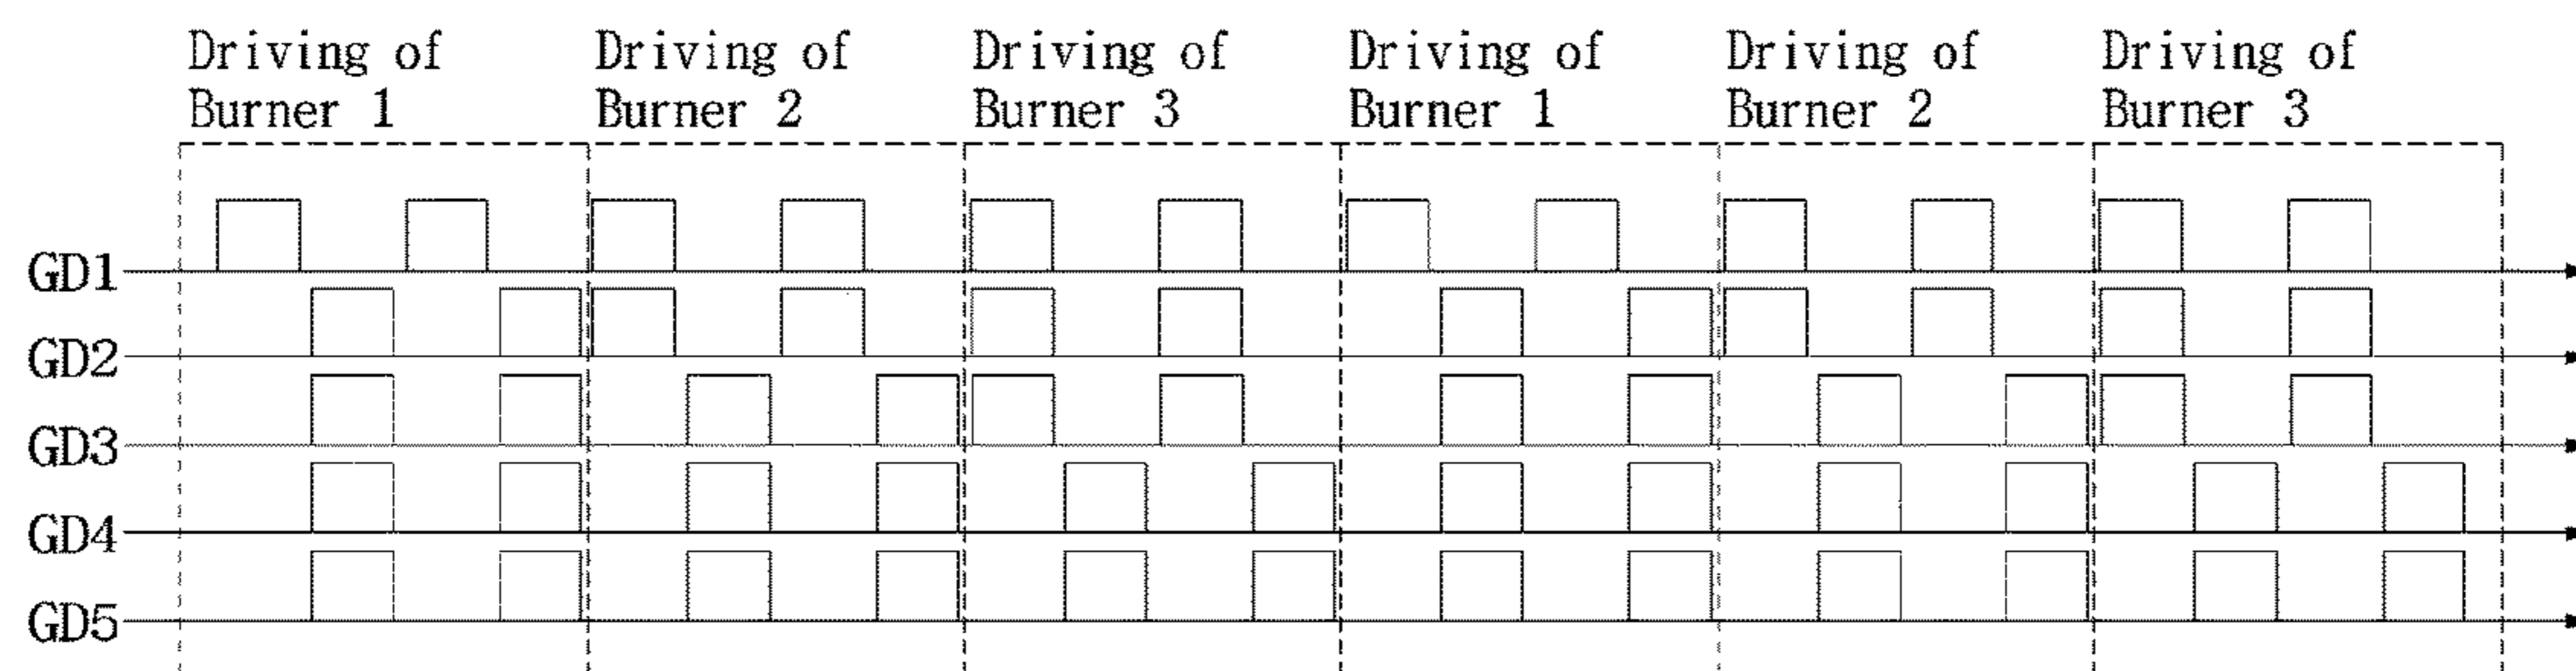 Driving of
Burner 1
Driving of
Burner 2
Driving of
Burner 3
Driving of
Burner 1
Driving of
Burner 2
Driving of
Burner 3
GD1
GD2
GD3
GD4
GD5